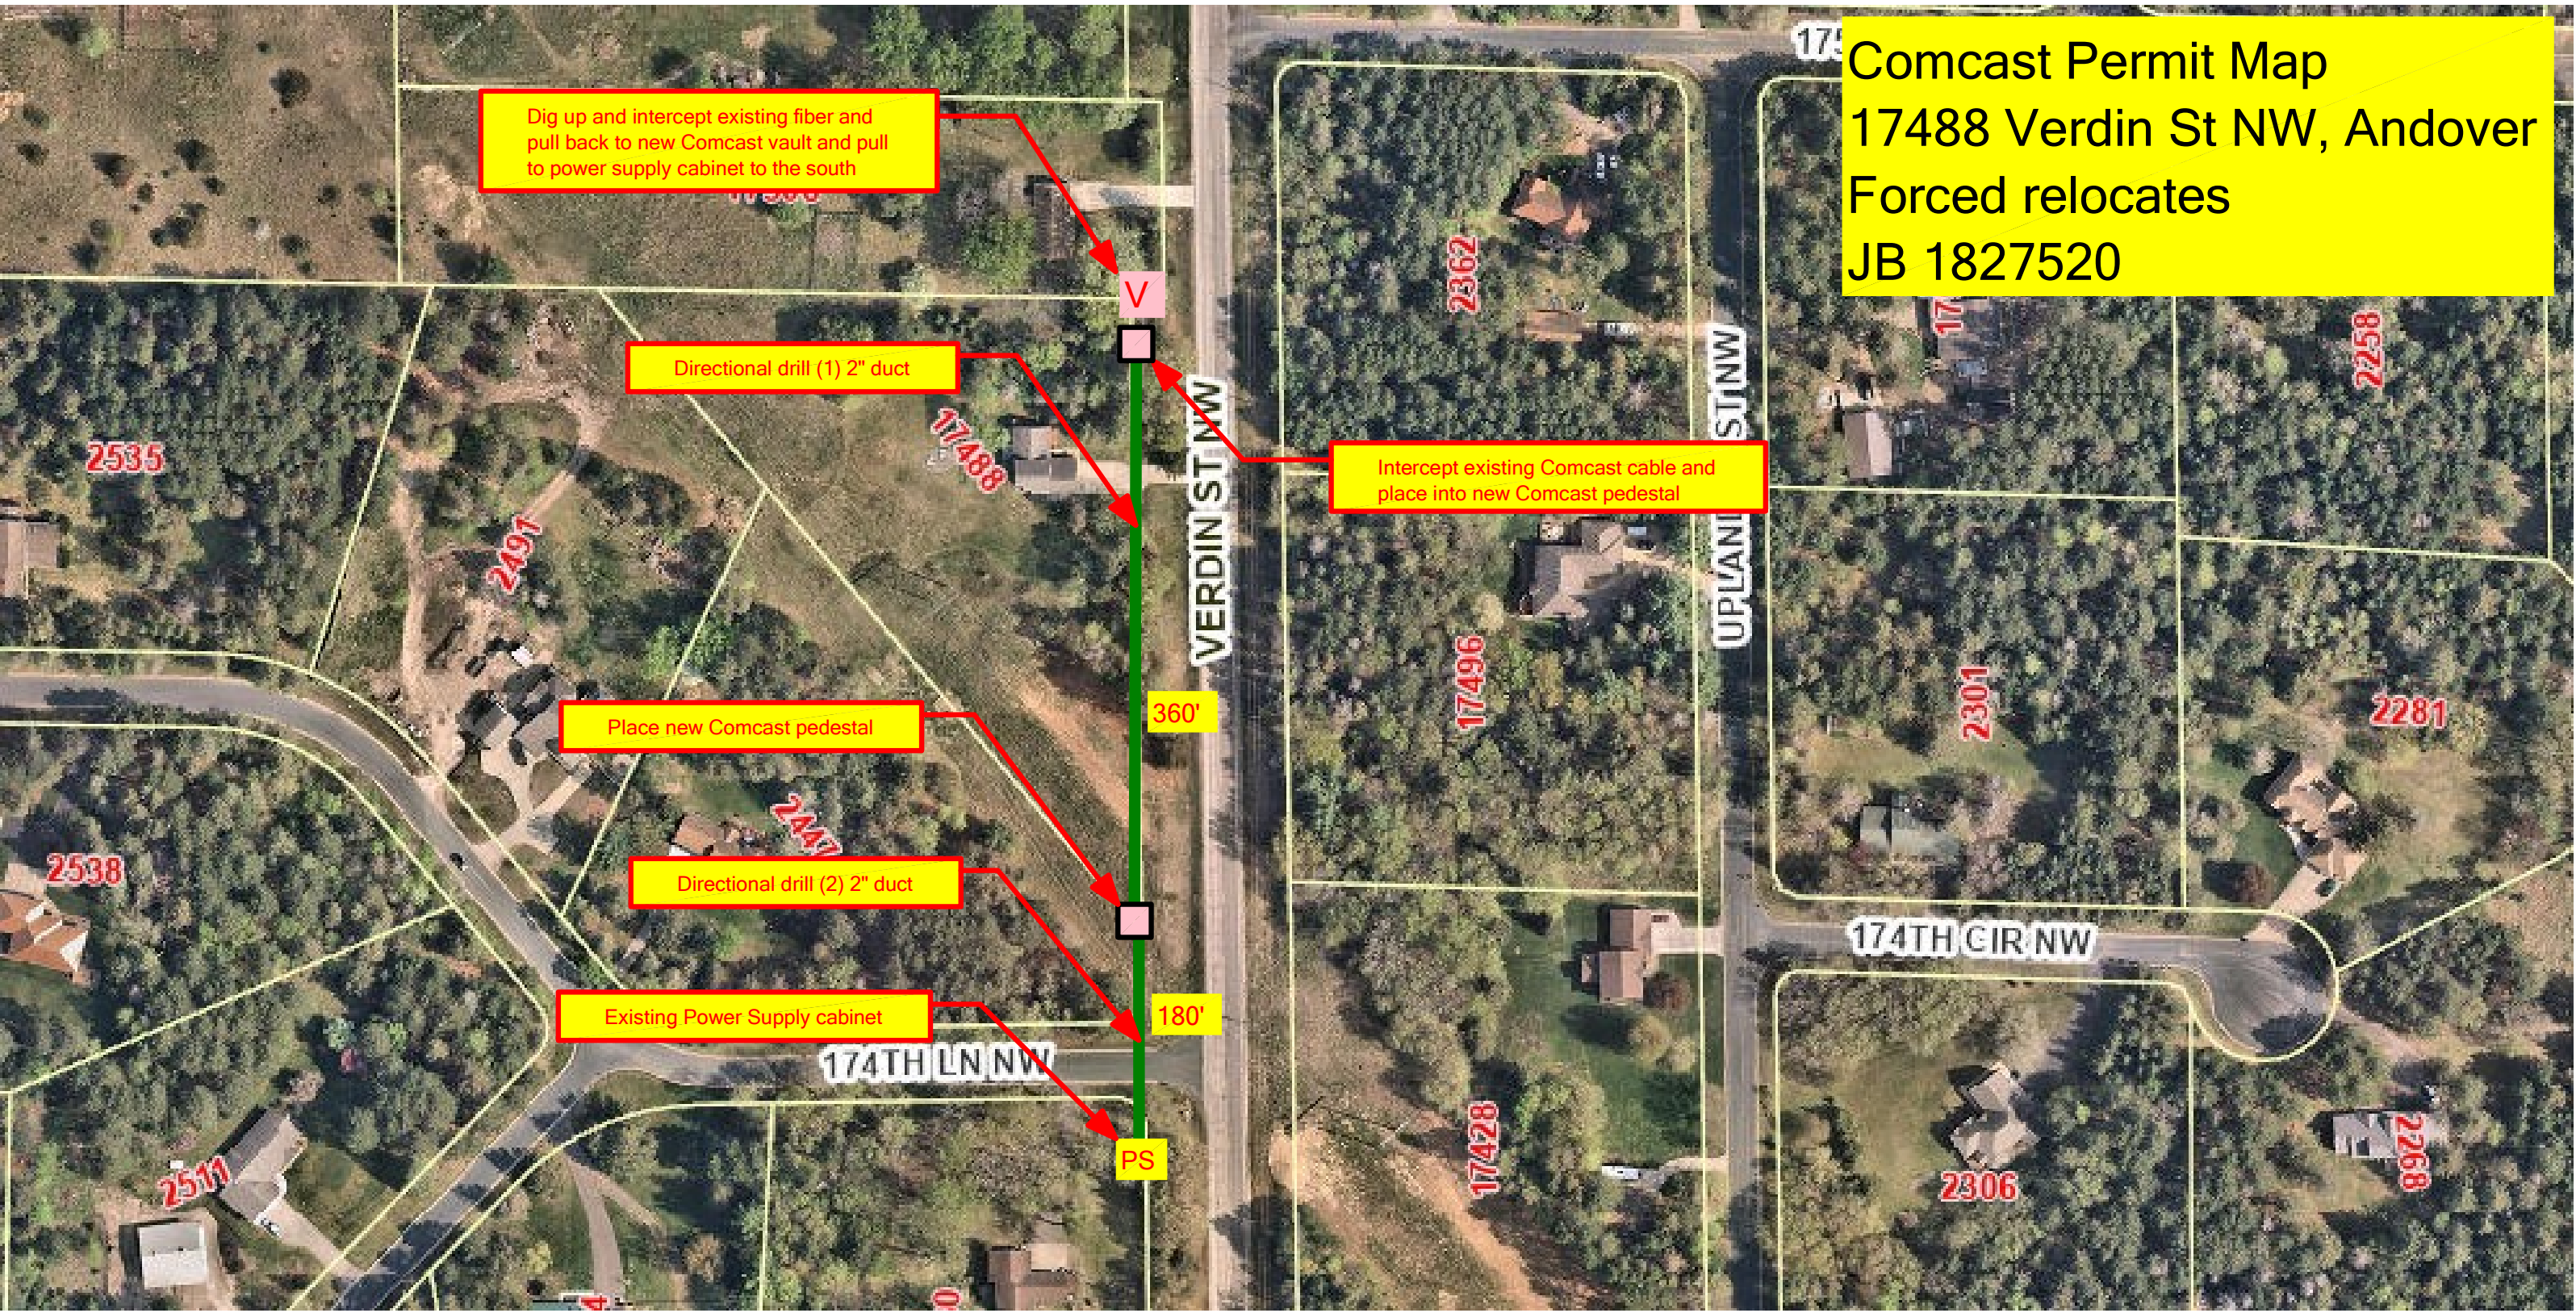 Comcast Permit Map
17488 Verdin St NW, Andover
Forced relocates
JB 1827520
Dig up and intercept existing fiber and
pull back to new Comcast vault and pull
to power supply cabinet to the south
V
Directional drill (1) 2" duct
Intercept existing Comcast cable and
place into new Comcast pedestal
Place new Comcast pedestal
360'
Directional drill (2) 2" duct
180'
Existing Power Supply cabinet
PS
VERDIN ST NW
ST NW
174TH LN NW
174TH CIR NW
2362
2258
2535
17488
2491
17496
2301
2281
2447
2538
17428
2511
2306
2268